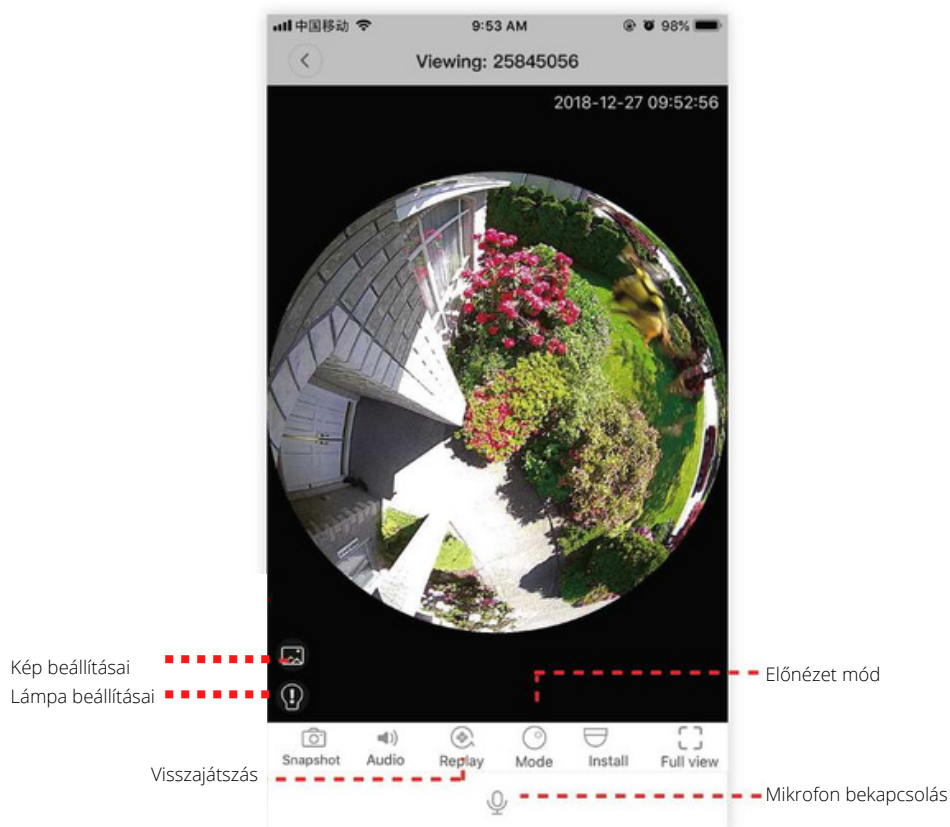 中国移动 9:53 AM 98%
Viewing: 25845056
2018-12-27 09:52:56
Kép beállításai
Előnézet mód
Lámpa beállításai
Snapshot Audio Replay Mode Install Full view
Visszajátszás
Mikrofon bekapcsolás